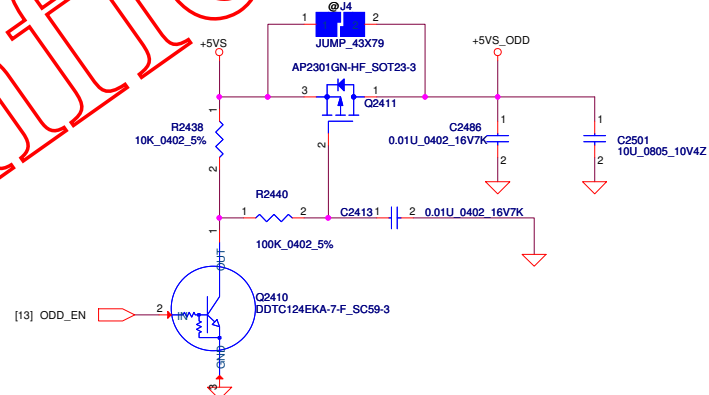 @J4
1 2
JUMP_43X79
+5VS
+5VS_ODD
AP2301GN-HF_SOT23-3
3 1
Q2411
2
1
R2438
10K_0402_5%
2
1
C2486
0.01U_0402_16V7K
2
1
C2501
10U_0805_10V4Z
2
R2440
1 2
100K_0402_5%
C2413 1 2 0.01U_0402_16V7K
1
OUT
Q2410
DDTC124EKA-7-F_SC59-3
[13] ODD_EN
2
IN
GND
3